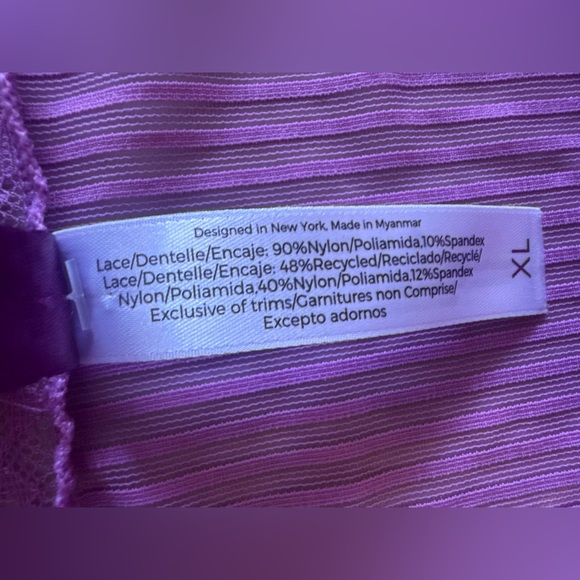 Designed in New York, Made in Myanmar
Lace/Dentelle/Encaje: 90%Nylon/Poliamida,10%Spandex
Lace/Dentelle/Encaje: 48%Recycled/Reciclado/Recyclé/
Nylon/Poliamida,40%Nylon/Poliamida,12%Spandex
Exclusive of trims/Garnitures non Comprise/
Excepto adornos
XL